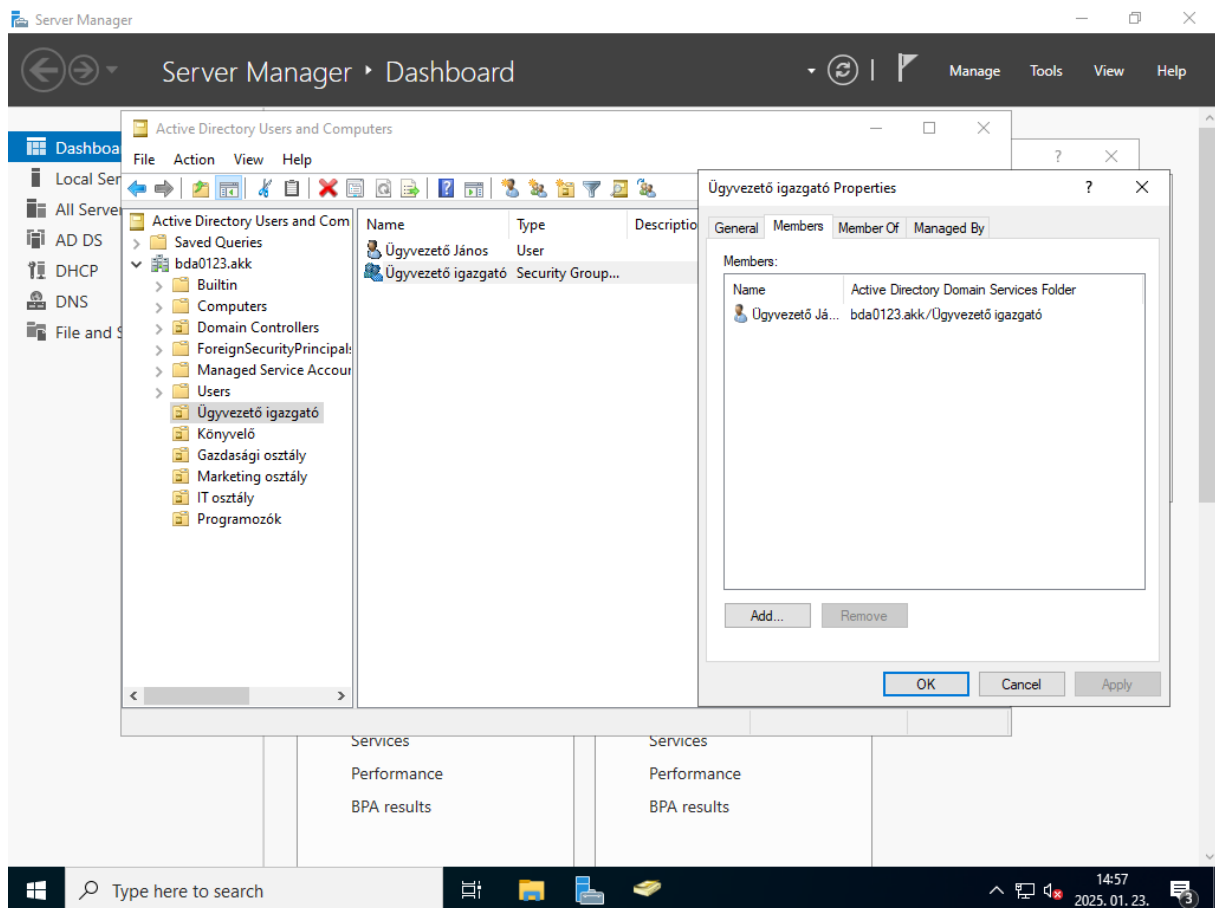 Server Manager
Server Manager ‣ Dashboard
Manage Tools View Help
Dashboa
Local Ser
All Server
AD DS
DHCP
DNS
File and S
Active Directory Users and Computers
File Action View Help
Active Directory Users and Com
Saved Queries
bda0123.akk
Builtin
Computers
Domain Controllers
ForeignSecurityPrincipal:
Managed Service Accour
Users
Ügyvezető igazgató
Könyvelő
Gazdasági osztály
Marketing osztály
IT osztály
Programozók
Name Type Descriptio
Ügyvezető János User
Ügyvezető igazgató Security Group...
?
Ügyvezető igazgató Properties ?
General Members Member Of Managed By
Members:
Name Active Directory Domain Services Folder
Ügyvezető Já... bda0123.akk/Ügyvezető igazgató
Add... Remove
OK Cancel Apply
Services Services
Performance Performance
BPA results BPA results
Type here to search
14:57
2025. 01. 23.
3